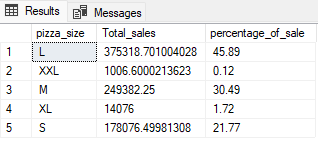 Results Messages
pizza_size Total_sales percentage_of_sale
1 L 375318.701004028 45.89
2 XXL 1006.6000213623 0.12
3 M 249382.25 30.49
4 XL 14076 1.72
5 S 178076.49981308 21.77